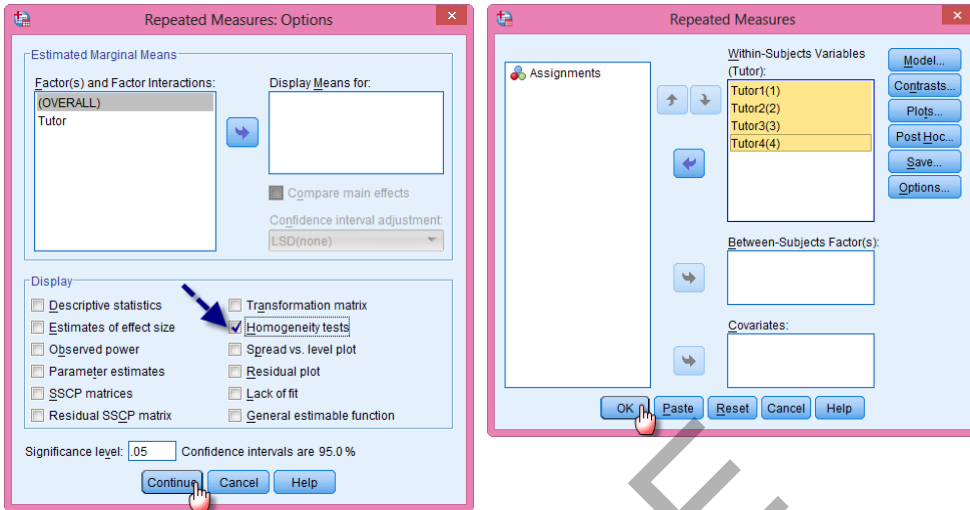 Repeated Measures: Options
Estimated Marginal Means
Factor(s) and Factor Interactions:
(OVERALL)
Tutor
Display Means for:
Compare main effects
Confidence interval adjustment:
LSD(none)
Display
Descriptive statistics
Estimates of effect size
Observed power
Parameter estimates
SSCP matrices
Residual SSCP matrix
Transformation matrix
Homogeneity tests
Spread vs. level plot
Residual plot
Lack of fit
General estimable function
Significance level: .05 Confidence intervals are 95.0 %
Continue Cancel Help
Repeated Measures
Assignments
Within-Subjects Variables
(Tutor):
Tutor1(1)
Tutor2(2)
Tutor3(3)
Tutor4(4)
Between-Subjects Factor(s):
Covariates:
Model...
Contrasts...
Plots...
Post Hoc...
Save...
Options...
OK Paste Reset Cancel Help